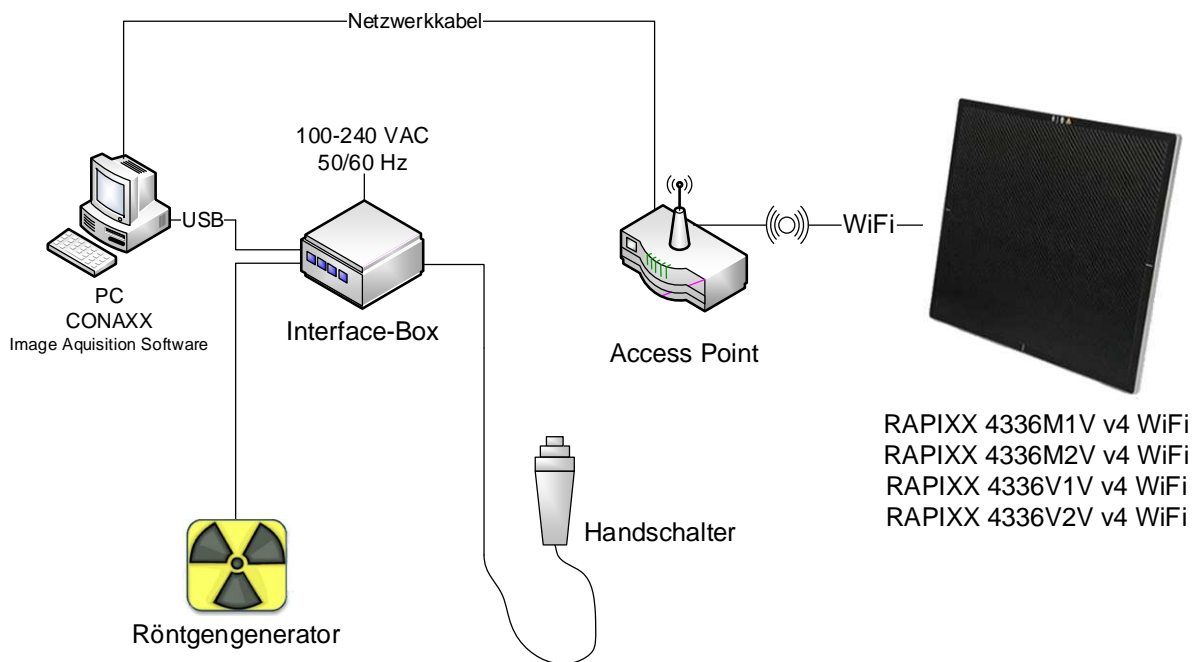 Netzwerkkabel
100-240 VAC
50/60 Hz
USB
WiFi
PC
CONAXX
Image Aquisition Software
Interface-Box
Access Point
RAPIXX 4336M1V v4 WiFi
RAPIXX 4336M2V v4 WiFi
RAPIXX 4336V1V v4 WiFi
RAPIXX 4336V2V v4 WiFi
Handschalter
Röntgengenerator